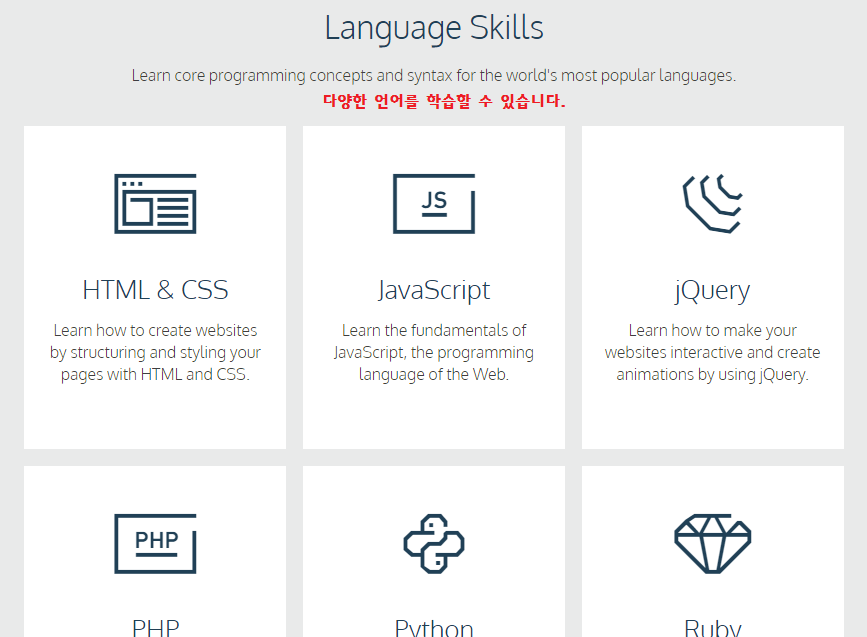 Language Skills
Learn core programming concepts and syntax for the world's most popular languages.
다양한 언어를 학습할 수 있습니다.
JS
HTML & CSS
JavaScript
jQuery
Learn how to create websites
by structuring and styling your
pages with HTML and CSS.
Learn the fundamentals of
JavaScript, the programming
language of the Web.
Learn how to make your
websites interactive and create
animations by using jQuery.
PHP
PHP
Python
Ruby